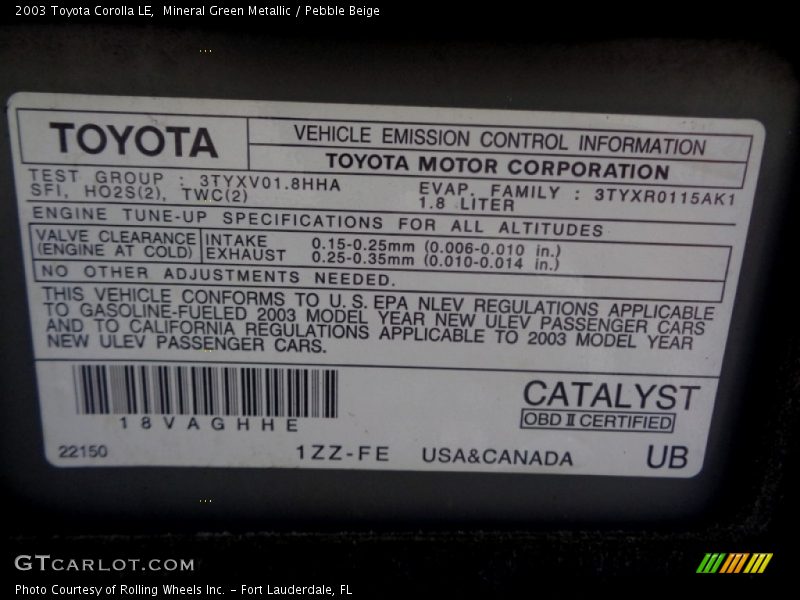 2003 Toyota Corolla LE,  Mineral Green Metallic / Pebble Beige
TOYOTA
VEHICLE EMISSION CONTROL INFORMATION
TOYOTA MOTOR CORPORATION
TEST GROUP : 3TYXV01.8HHA
SFI, HO2S(2), TWC(2)
EVAP. FAMILY : 3TYXR0115AK1
1.8 LITER
ENGINE TUNE-UP SPECIFICATIONS FOR ALL ALTITUDES
VALVE CLEARANCE INTAKE 0.15-0.25mm (0.006-0.010 in.)
(ENGINE AT COLD) EXHAUST 0.25-0.35mm (0.010-0.014 in.)
NO OTHER ADJUSTMENTS NEEDED.
THIS VEHICLE CONFORMS TO U.S.EPA NLEV REGULATIONS APPLICABLE
TO GASOLINE-FUELED 2003 MODEL YEAR NEW ULEV PASSENGER CARS
AND TO CALIFORNIA REGULATIONS APPLICABLE TO 2003 MODEL YEAR
NEW ULEV PASSENGER CARS.
18VAGHHE
CATALYST
OBD II CERTIFIED
22150 1ZZ-FE USA&CANADA UB
GTCARLOT.COM
Photo Courtesy of Rolling Wheels Inc. - Fort Lauderdale, FL